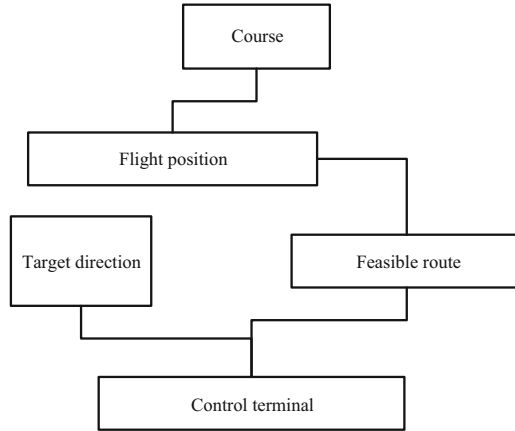 Course
Flight position
Target direction
Feasible route
Control terminal